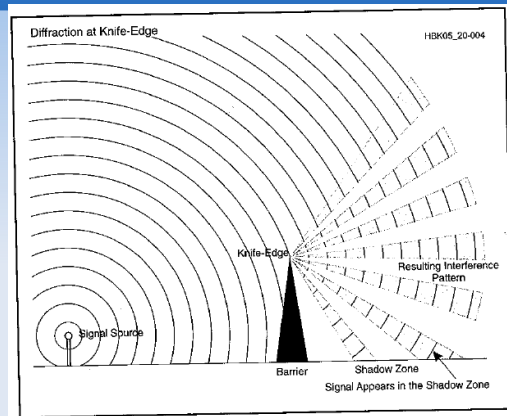 Diffraction at Knife-Edge
HBK05_20-004
Knife-Edge
Resulting Interference
Pattern
Signal Source
Barrier
Shadow Zone
Signal Appears in the Shadow Zone